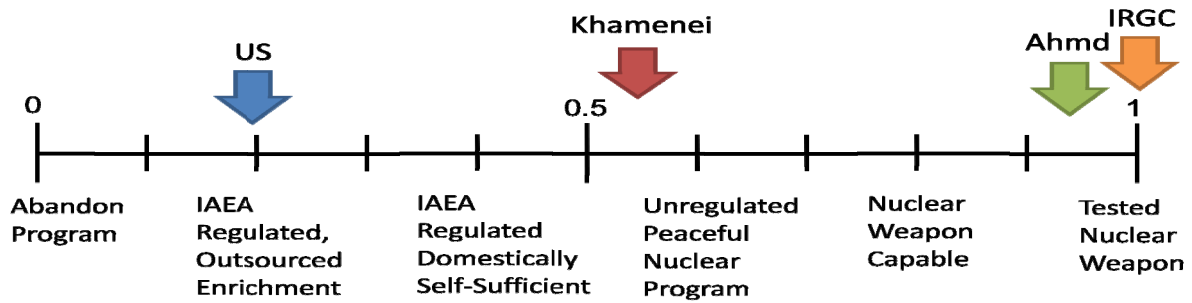 IRGC
Khamenei
Ahmd
US
0
0.5
1
Abandon
Program
IAEA
Regulated,
Outsourced
Enrichment
IAEA
Regulated
Domestically
Self-Sufficient
Unregulated
Peaceful
Nuclear
Program
Nuclear
Weapon
Capable
Tested
Nuclear
Weapon